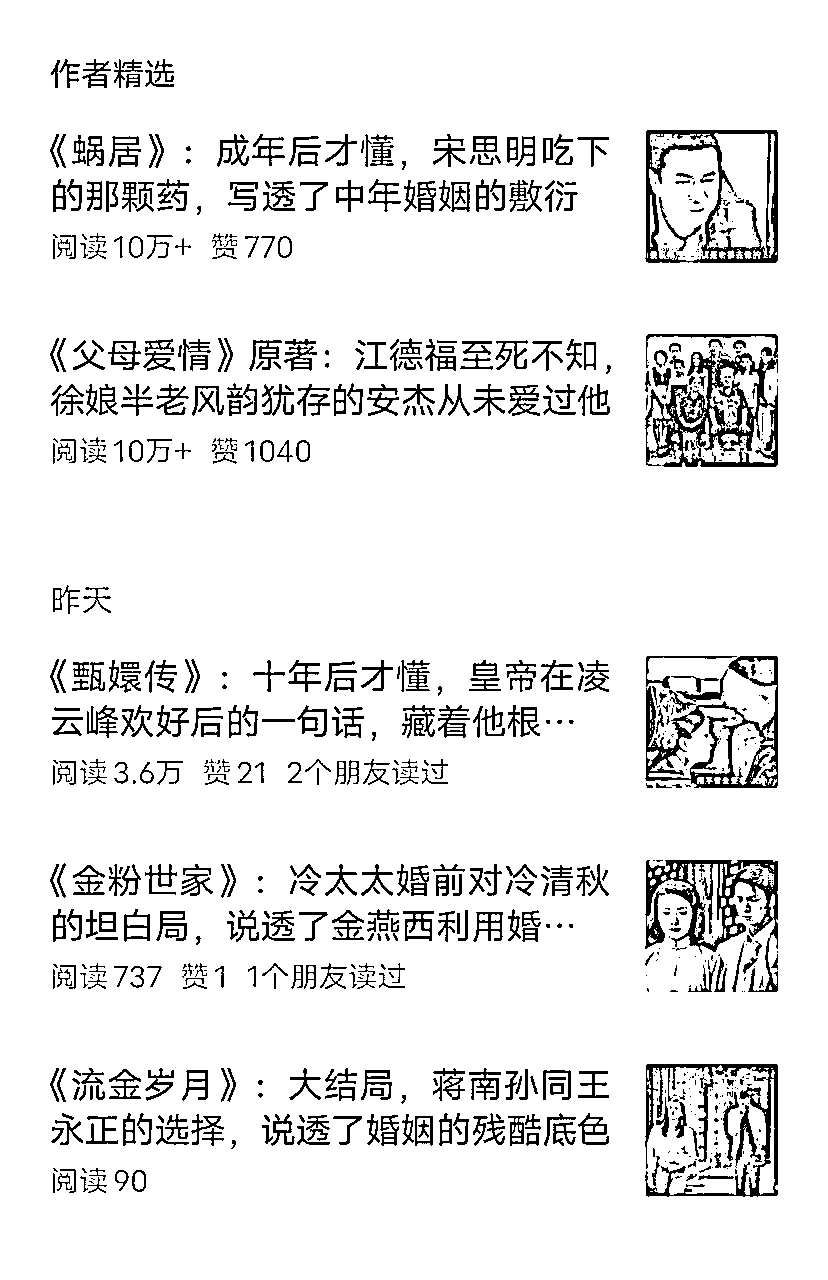 作者精选
《蜗居》：成年后才懂，宋思明吃下
的那颗药，写透了中年婚姻的敷衍
阅读10万+ 赞770
《父母爱情》原著：江德福至死不知，
徐娘半老风韵犹存的安杰从未爱过他
阅读10万+ 赞1040
昨天
《甄嬛传》：十年后才懂，皇帝在凌
云峰欢好后的一句话，藏着他根…
阅读3.6万 赞21 2个朋友读过
《金粉世家》：冷太太婚前对冷清秋
的坦白局，说透了金燕西利用婚…
阅读737 赞1 1个朋友读过
《流金岁月》：大结局，蒋南孙同王
永正的选择，说透了婚姻的残酷底色
阅读90